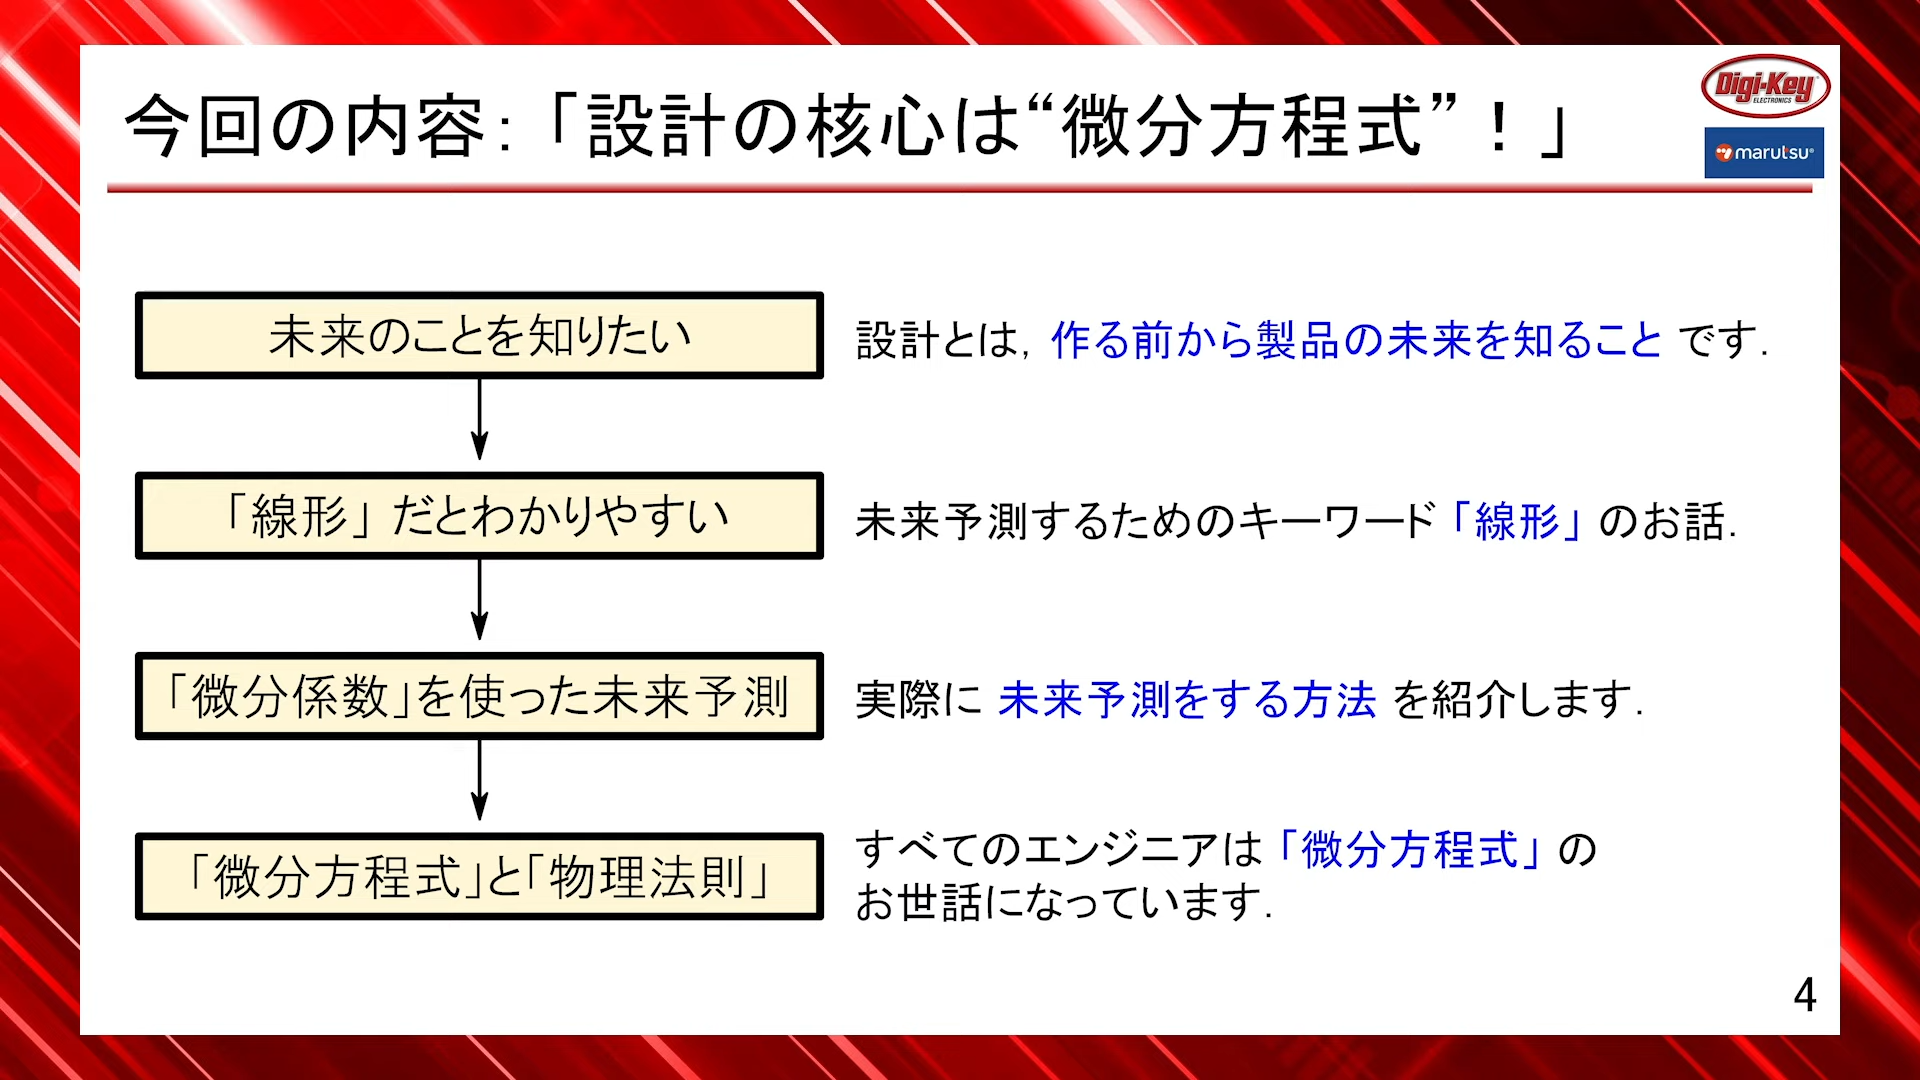 今回の内容：「設計の核心は“微分方程式”！」
Digi-Key
ELECTRONICS
marutsu
未来のことを知りたい
設計とは，作る前から製品の未来を知ること です．
「線形」だとわかりやすい
未来予測するためのキーワード「線形」のお話．
「微分係数」を使った未来予測
実際に 未来予測をする方法 を紹介します．
「微分方程式」と「物理法則」
すべてのエンジニアは「微分方程式」の
お世話になっています．
4